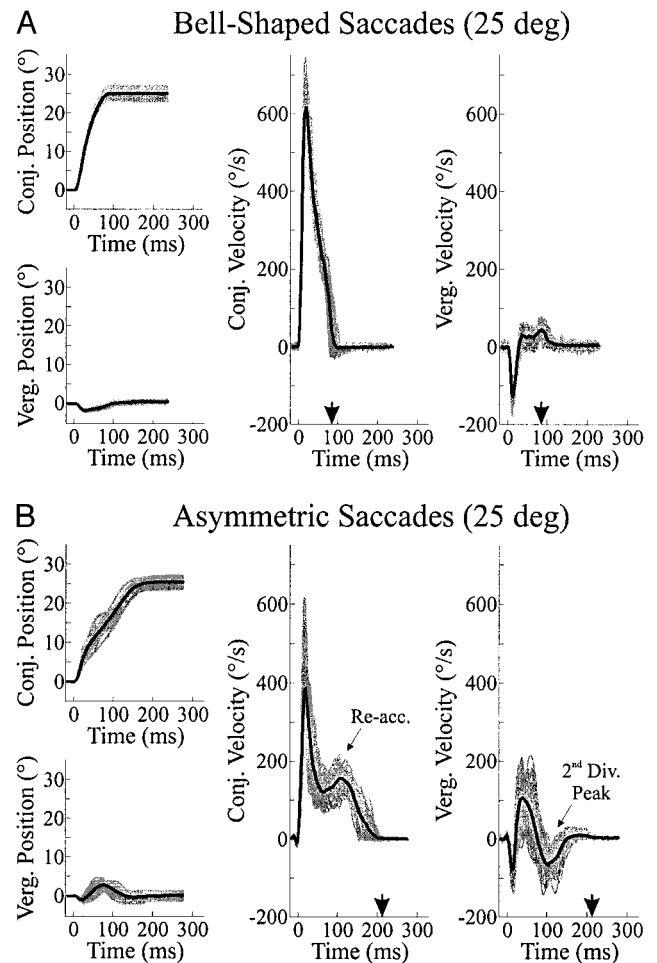 A Bell-Shaped Saccades (25 deg)
Conj. Position (°)
30
20
10
0
0 100 200 300
Time (ms)
Verg. Position (°)
30
20
10
0
0 100 200 300
Time (ms)
Conj. Velocity (°/s)
600
400
200
0
-200
0 100 200 300
Time (ms)
Verg. Velocity (°/s)
600
400
200
0
-200
0 100 200 300
Time (ms)
B Asymmetric Saccades (25 deg)
Conj. Position (°)
30
20
10
0
0 100 200 300
Time (ms)
Verg. Position (°)
30
20
10
0
0 100 200 300
Time (ms)
Conj. Velocity (°/s)
600
400
200
0
-200
Re-acc.
0 100 200 300
Time (ms)
Verg. Velocity (°/s)
600
400
200
0
-200
2nd Div.
Peak
0 100 200 300
Time (ms)